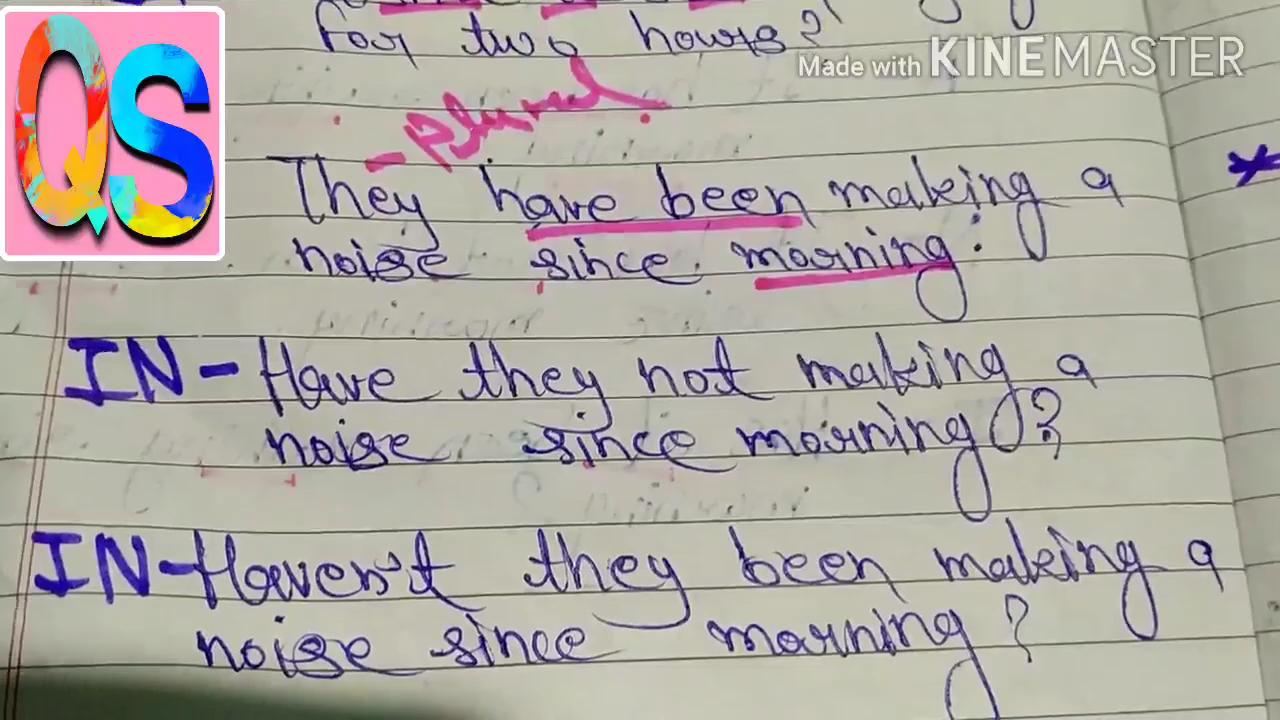 for two hours?
Made with KINEMASTER
QS
- Plural
They have been making a
noise since morning.
IN- Have they not making a
noise since morning?
IN- Haven't they been making a
noise since morning?